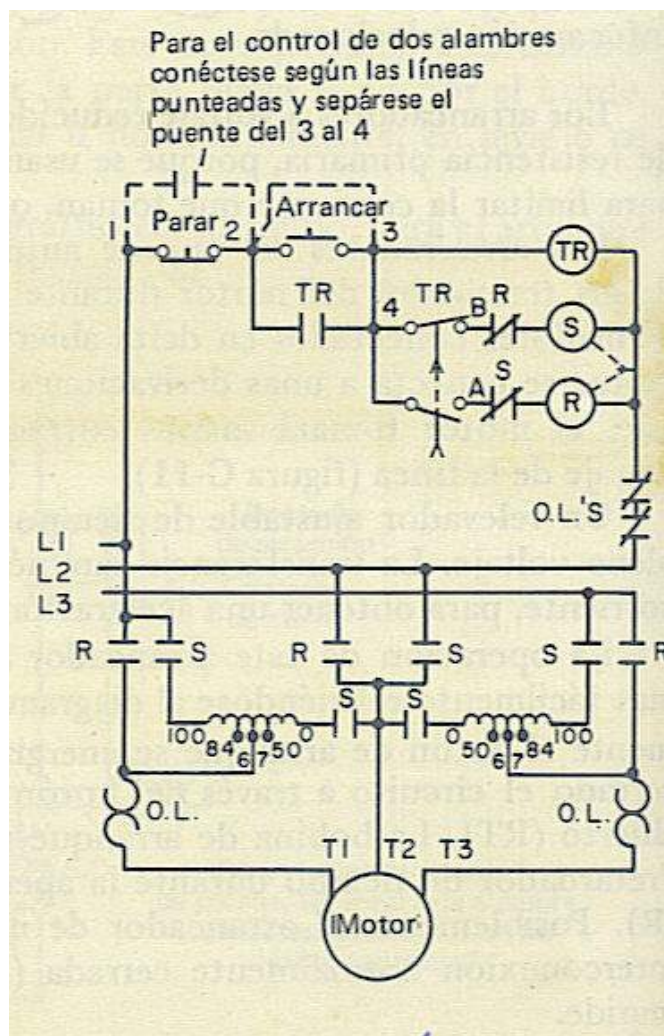 Para el control de dos alambres
conéctese según las líneas
punteadas y sepárese el
puente del 3 al 4
1 Parar 2 Arrancar 3
TR
TR 4 TR B R S
A S R
O.L.'S
L1
L2
L3
R S R S S R
S S
100 84 67 50 0 0 50 67 84 100
O.L. O.L.
T1 T2 T3
Motor